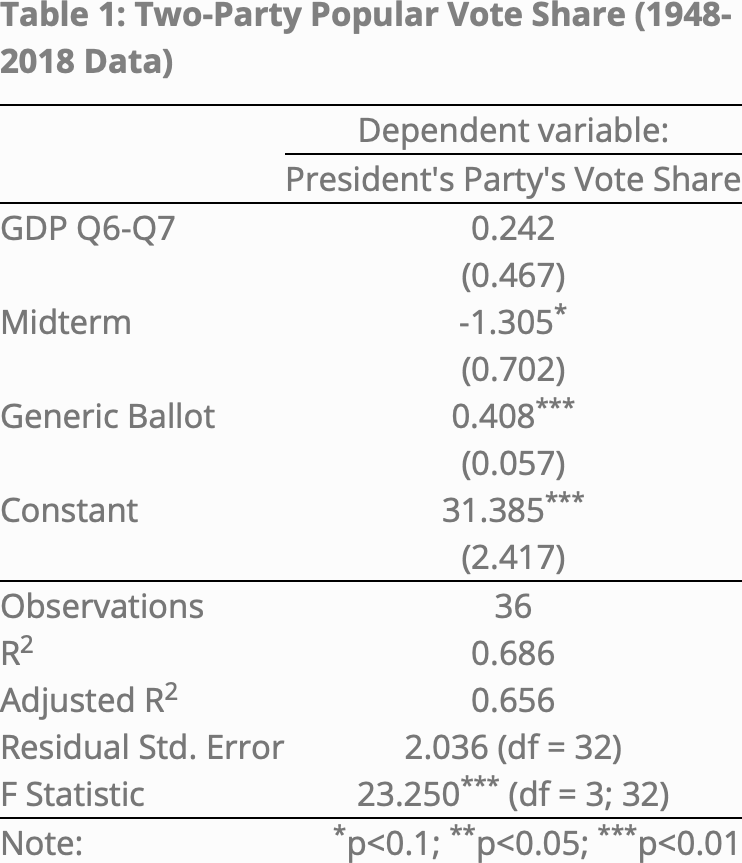 Table 1: Two-Party Popular Vote Share (1948-
2018 Data)
Dependent variable:
President's Party's Vote Share
GDP Q6-Q7 0.242
(0.467)
Midterm -1.305*
(0.702)
Generic Ballot 0.408***
(0.057)
Constant 31.385***
(2.417)
Observations 36
R² 0.686
Adjusted R² 0.656
Residual Std. Error 2.036 (df = 32)
F Statistic 23.250*** (df = 3; 32)
Note: *p<0.1; **p<0.05; ***p<0.01